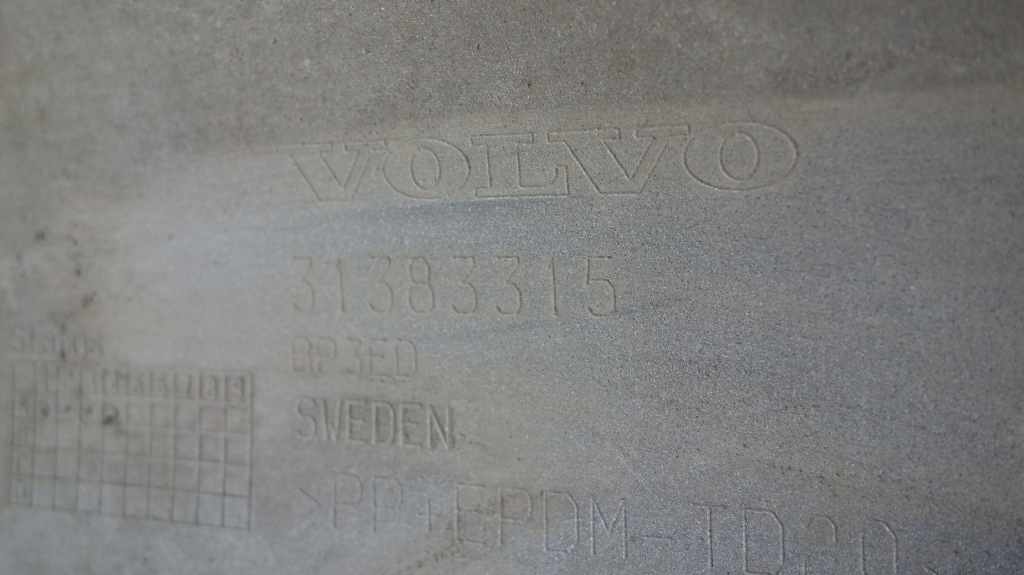 VOLVO
31383315
SWEDEN
>PP+EPDM-TD20<